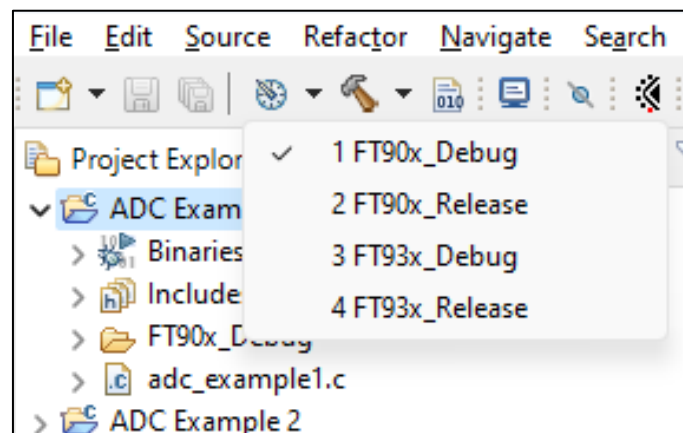 File Edit Source Refactor Navigate Search
010
Project Explor
1 FT90x_Debug
ADC Exam
2 FT90x_Release
Binaries
3 FT93x_Debug
Include
4 FT93x_Release
FT90x_Debug
adc_example1.c
ADC Example 2